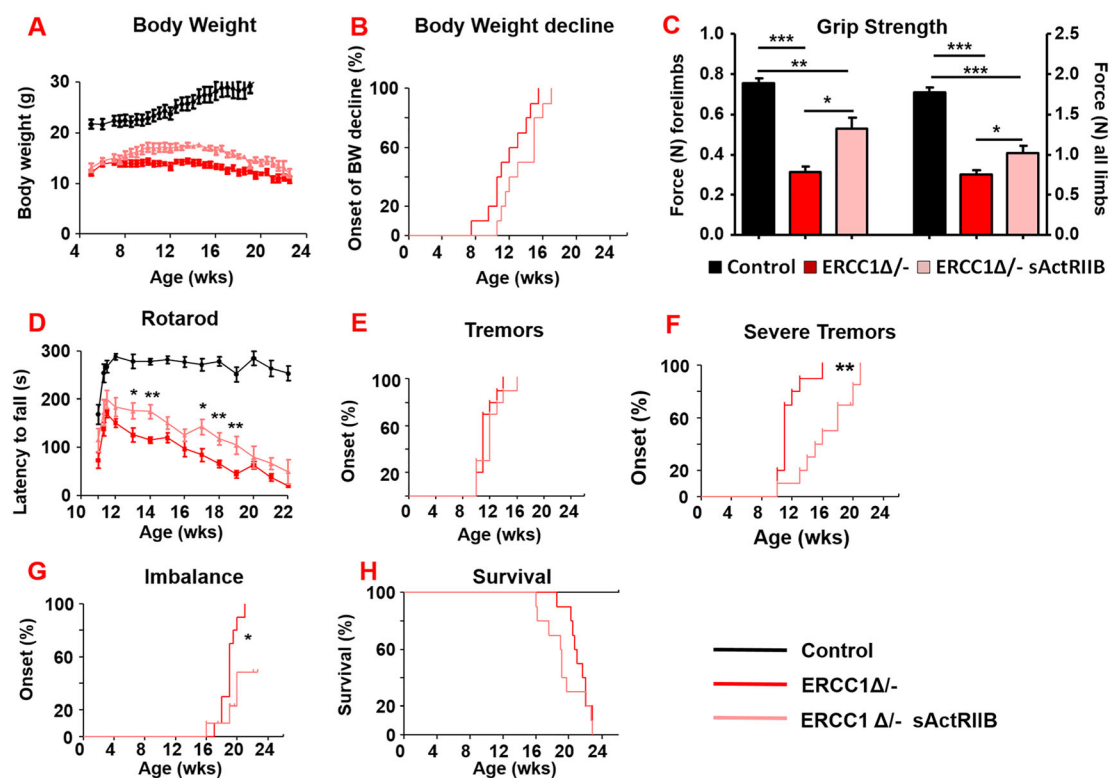 A Body Weight
Body weight (g)
30
20
10
0
4 8 12 16 20 24
Age (wks)
B Body Weight decline
Onset of BW decline (%)
100
60
20
0
0 4 8 12 16 20 24
Age (wks)
C Grip Strength
Force (N) forelimbs
1.0
0.8
0.6
0.4
0.2
0.0
*** ** * *** *** *
2.5
2.0
1.5
1.0
0.5
0.0
Force (N) all limbs
Control ERCC1Δ/- ERCC1Δ/- sActRIIB
D Rotarod
Latency to fall (s)
300
200
100
0
* ** * ** **
10 12 14 16 18 20 22
Age (wks)
E Tremors
Onset (%)
100
60
20
0
0 4 8 12 16 20 24
Age (wks)
F Severe Tremors
Onset (%)
100
60
20
0
**
0 4 8 12 16 20 24
Age (wks)
G Imbalance
Onset (%)
100
60
20
0
*
0 4 8 12 16 20 24
Age (wks)
H Survival
Survival (%)
100
60
20
0
0 4 8 12 16 20 24
Age (wks)
Control
ERCC1Δ/-
ERCC1 Δ/- sActRIIB